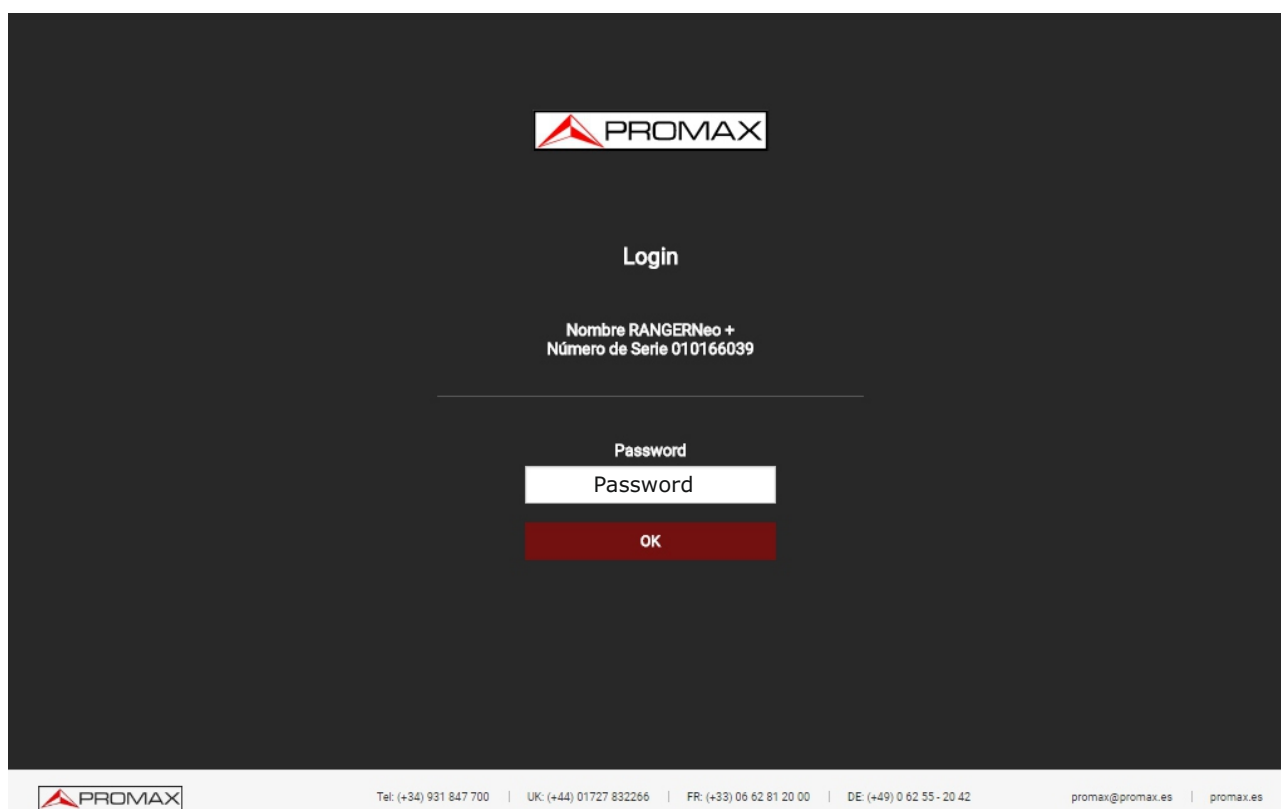 PROMAX
Login
Nombre RANGERNeo +
Número de Serie 010166039
Password
Password
OK
PROMAX
Tel: (+34) 931 847 700 | UK: (+44) 01727 832266 | FR: (+33) 06 62 81 20 00 | DE: (+49) 0 62 55 - 20 42 promax@promax.es | promax.es